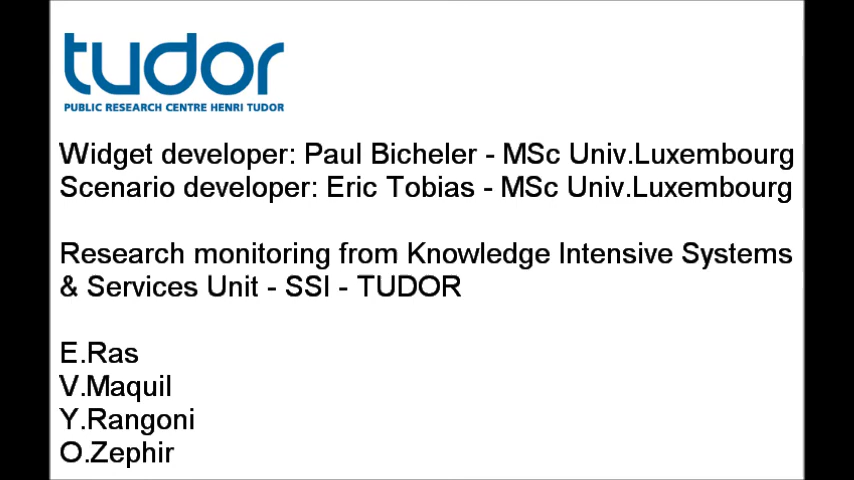 tudor
PUBLIC RESEARCH CENTRE HENRI TUDOR
Widget developer: Paul Bicheler - MSc Univ.Luxembourg
Scenario developer: Eric Tobias - MSc Univ.Luxembourg
Research monitoring from Knowledge Intensive Systems
& Services Unit - SSI - TUDOR
E.Ras
V.Maquil
Y.Rangoni
O.Zephir